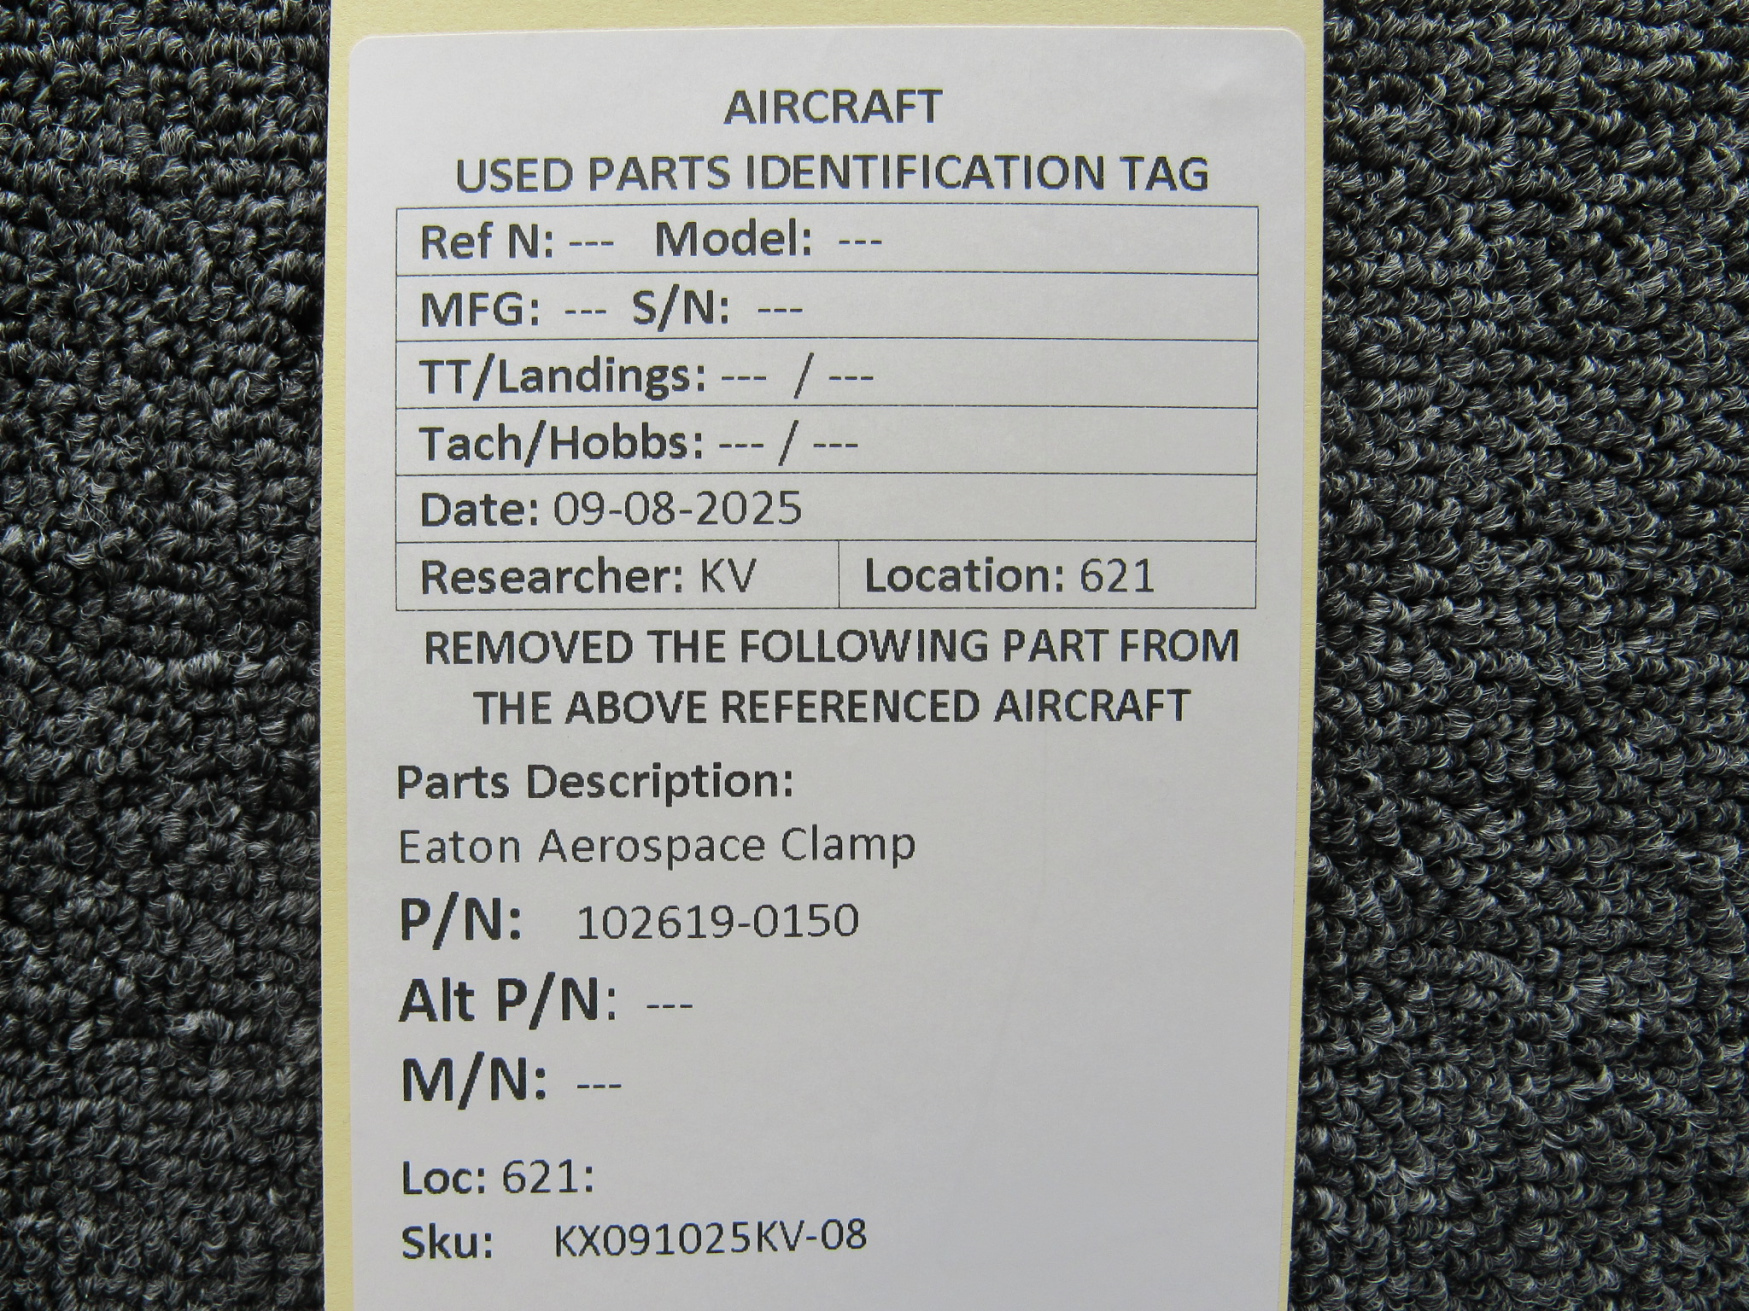 AIRCRAFT
USED PARTS IDENTIFICATION TAG
Ref N: --- Model: ---
MFG: --- S/N: ---
TT/Landings: --- / ---
Tach/Hobbs: --- / ---
Date: 09-08-2025
Researcher: KV Location: 621
REMOVED THE FOLLOWING PART FROM
THE ABOVE REFERENCED AIRCRAFT
Parts Description:
Eaton Aerospace Clamp
P/N: 102619-0150
Alt P/N: ---
M/N: ---
Loc: 621:
Sku: KX091025KV-08